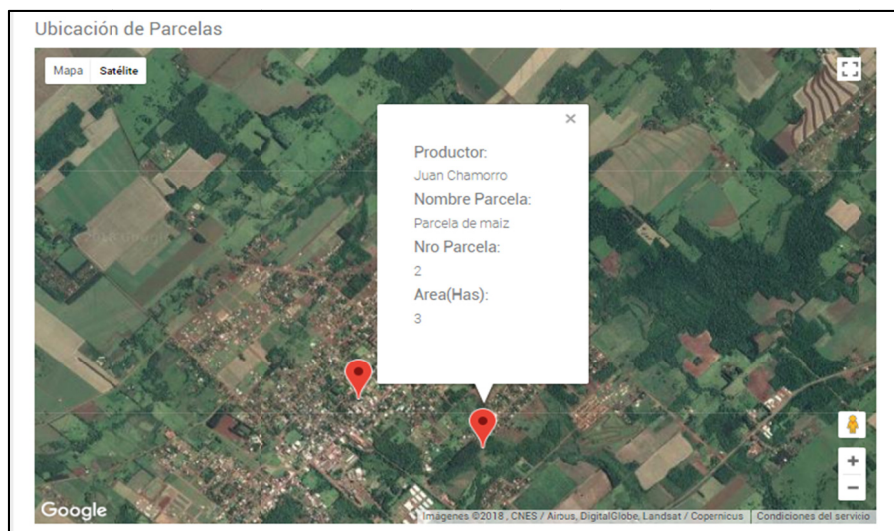 Ubicación de Parcelas
Mapa Satélite
Productor:
Juan Chamorro
Nombre Parcela:
Parcela de maiz
Nro Parcela:
2
Area(Has):
3
Google
Imágenes ©2018 , CNES / Airbus, DigitalGlobe, Landsat / Copernicus Condiciones del servicio